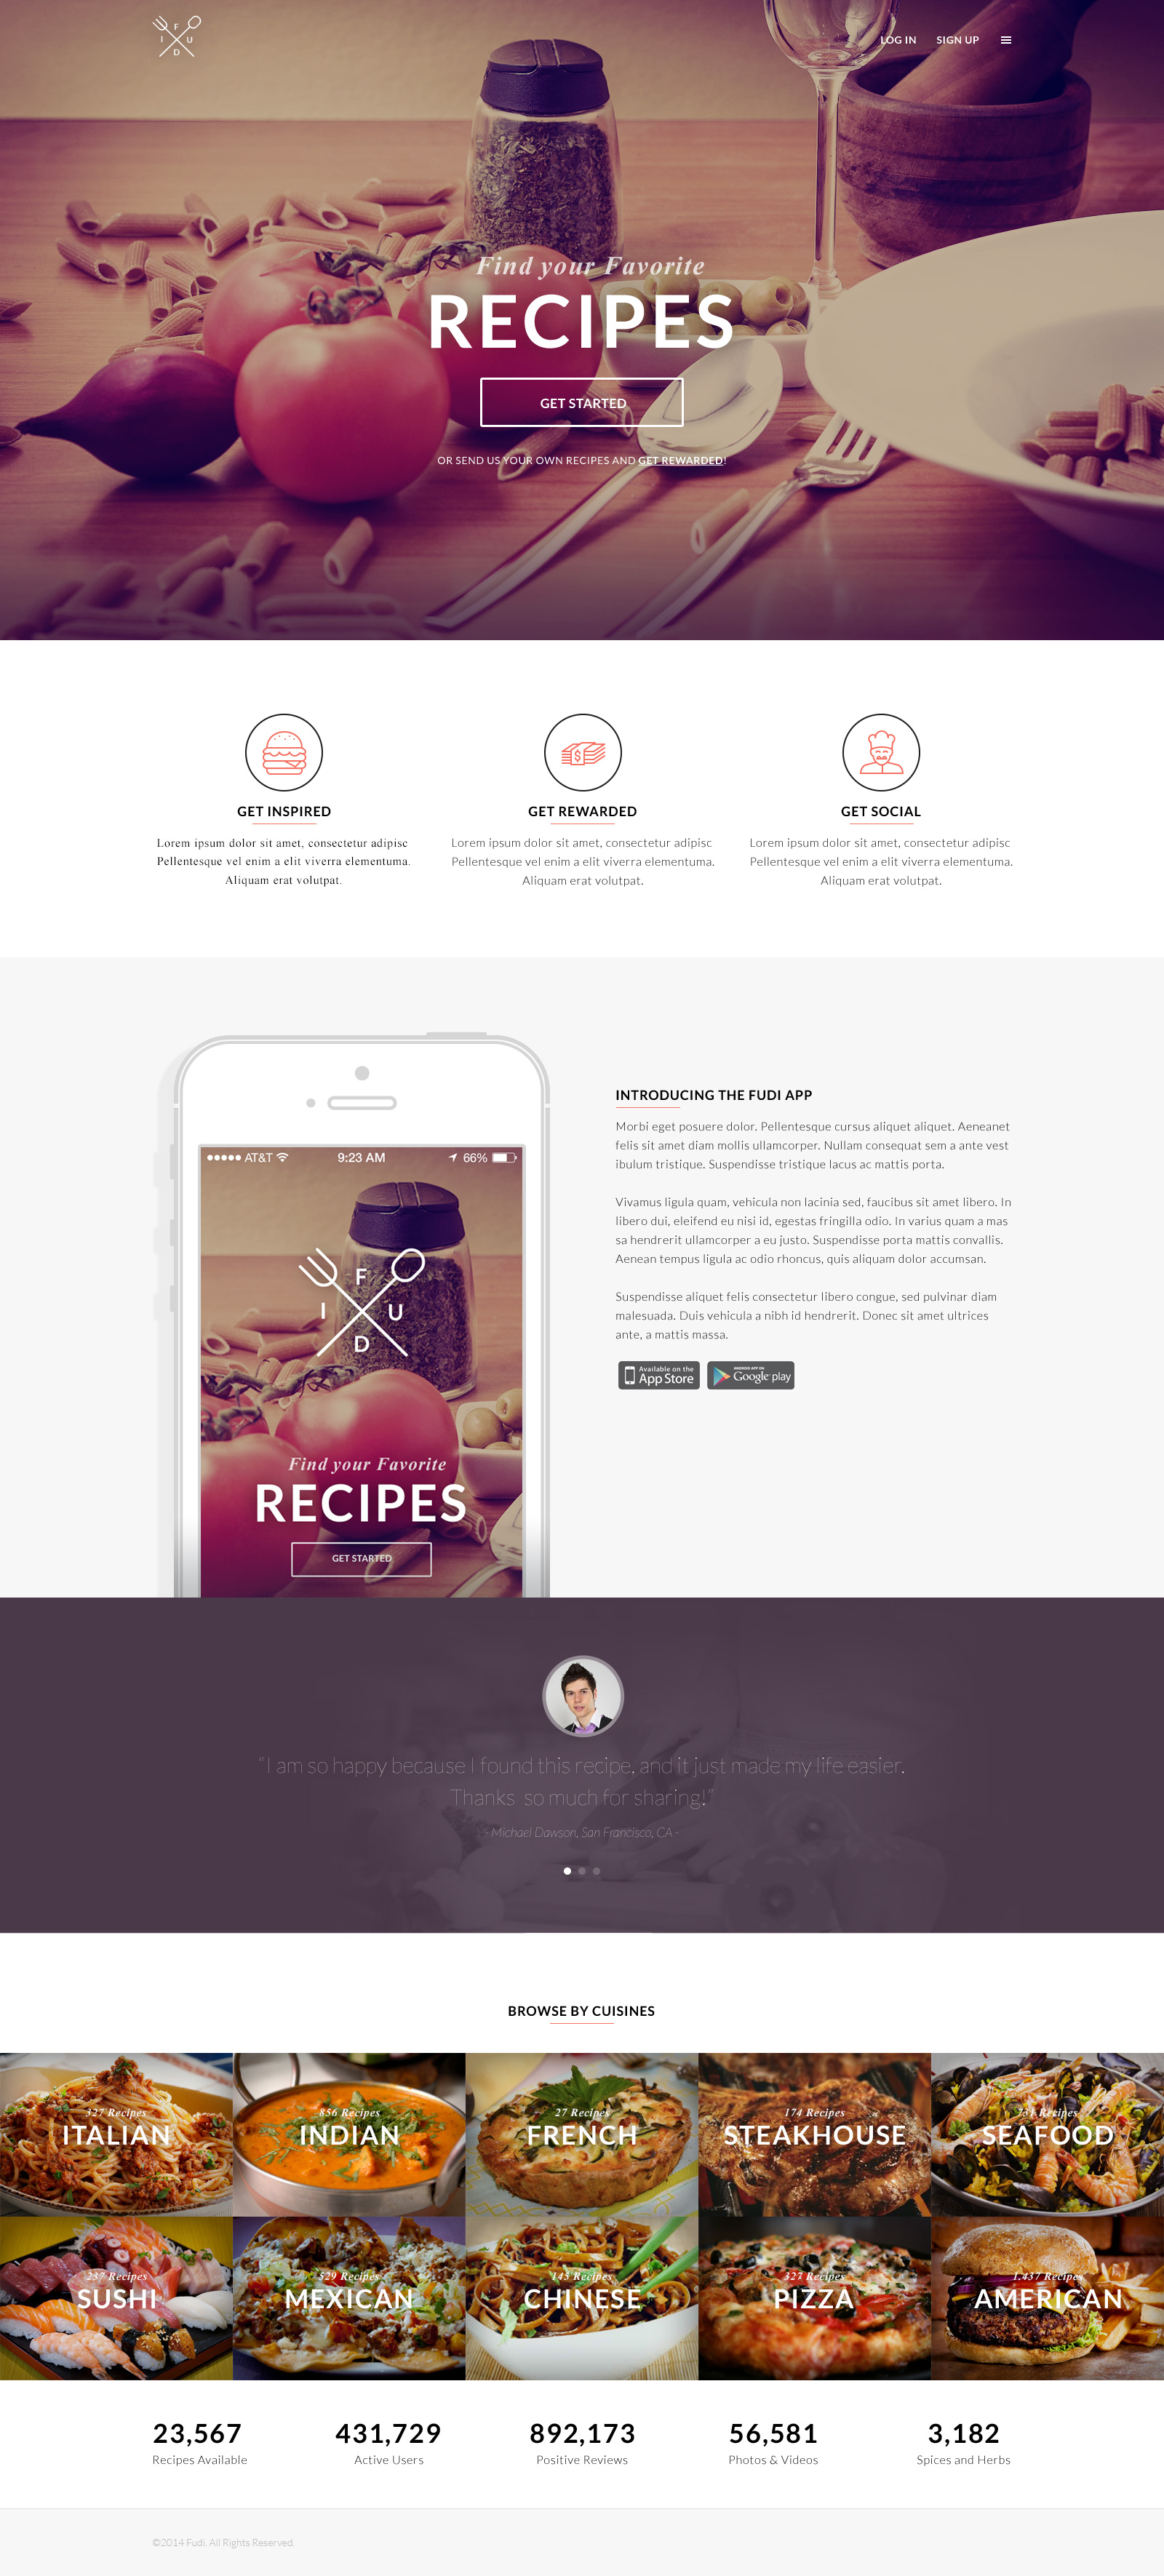 F
I U
D
LOG IN SIGN UP
Find your Favorite
RECIPES
GET STARTED
OR SEND US YOUR OWN RECIPES AND GET REWARDED!
GET INSPIRED
Lorem ipsum dolor sit amet, consectetur adipisc
Pellentesque vel enim a elit viverra elementuma.
Aliquam erat volutpat.
GET REWARDED
Lorem ipsum dolor sit amet, consectetur adipisc
Pellentesque vel enim a elit viverra elementuma.
Aliquam erat volutpat.
GET SOCIAL
Lorem ipsum dolor sit amet, consectetur adipisc
Pellentesque vel enim a elit viverra elementuma.
Aliquam erat volutpat.
AT&T 9:23 AM 66%
F
I U
D
Find your Favorite
RECIPES
GET STARTED
INTRODUCING THE FUDI APP
Morbi eget posuere dolor. Pellentesque cursus aliquet aliquet. Aeneanet
felis sit amet diam mollis ullamcorper. Nullam consequat sem a ante vest
ibulum tristique. Suspendisse tristique lacus ac mattis porta.
Vivamus ligula quam, vehicula non lacinia sed, faucibus sit amet libero. In
libero dui, eleifend eu nisi id, egestas fringilla odio. In varius quam a mas
sa hendrerit ullamcorper a eu justo. Suspendisse porta mattis convallis.
Aenean tempus ligula ac odio rhoncus, quis aliquam dolor accumsan.
Suspendisse aliquet felis consectetur libero congue, sed pulvinar diam
malesuada. Duis vehicula a nibh id hendrerit. Donec sit amet ultrices
ante, a mattis massa.
Available on the
App Store
ANDROID APP ON
Google play
“I am so happy because I found this recipe, and it just made my life easier.
Thanks so much for sharing!”
- Michael Dawson, San Francisco, CA -
BROWSE BY CUISINES
327 Recipes
ITALIAN
856 Recipes
INDIAN
27 Recipes
FRENCH
174 Recipes
STEAKHOUSE
Recipes
SEAFOOD
237 Recipes
SUSHI
529 Recipes
MEXICAN
145 Recipes
CHINESE
327 Recipes
PIZZA
1,437 Recipes
AMERICAN
23,567
Recipes Available
431,729
Active Users
892,173
Positive Reviews
56,581
Photos & Videos
3,182
Spices and Herbs
©2014 Fudi. All Rights Reserved.